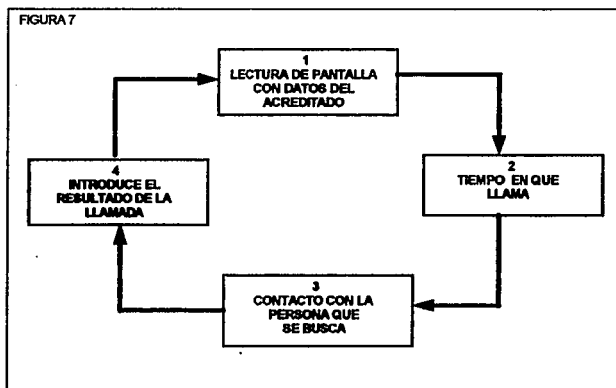 FIGURA 7
1
LECTURA DE PANTALLA
CON DATOS DEL
ACREDITADO
2
TIEMPO EN QUE
LLAMA
3
CONTACTO CON LA
PERSONA QUE
SE BUSCA
4
INTRODUCE EL
RESULTADO DE LA
LLAMADA